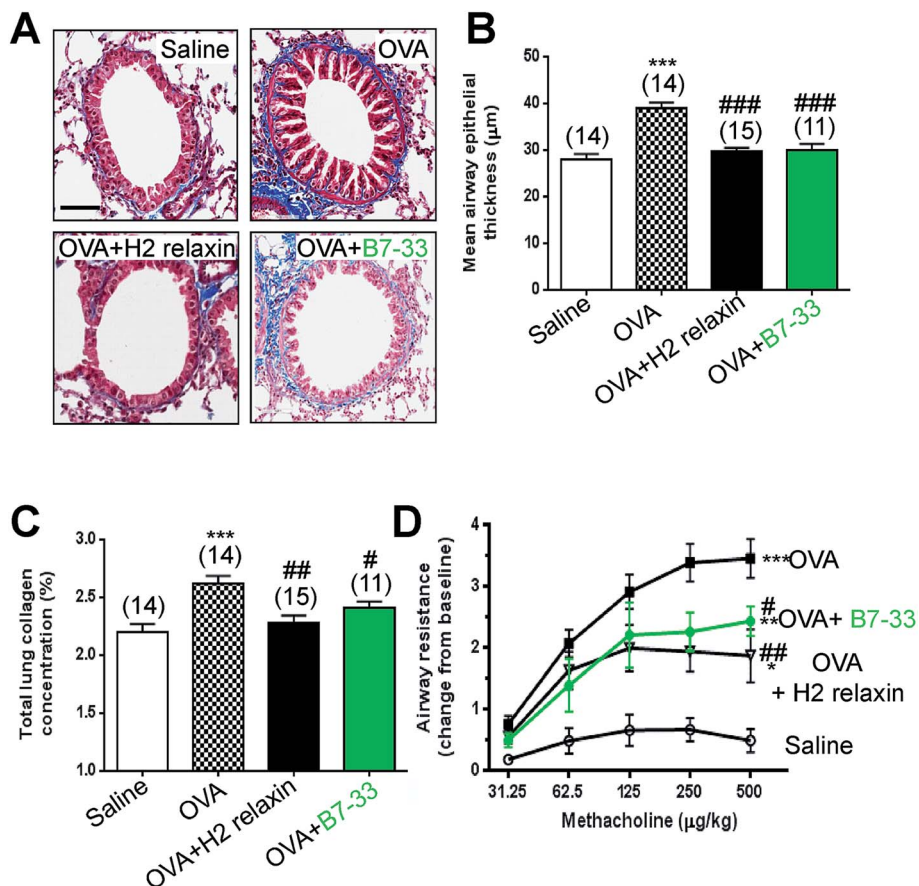 A
Saline
OVA
OVA+H2 relaxin
OVA+B7-33
B
Mean airway epithelial
thickness (μm)
50
40
30
20
10
0
(14)
***
(14)
###
(15)
###
(11)
Saline
OVA
OVA+H2 relaxin
OVA+B7-33
C
Total lung collagen
concentration (%)
3.0
2.5
2.0
1.5
1.0
(14)
***
(14)
##
(15)
#
(11)
Saline
OVA
OVA+H2 relaxin
OVA+B7-33
D
Airway resistance
(change from baseline)
4
3
2
1
0
***OVA
#
**OVA+ B7-33
##
* OVA
+ H2 relaxin
Saline
31.25 62.5 125 250 500
Methacholine (μg/kg)